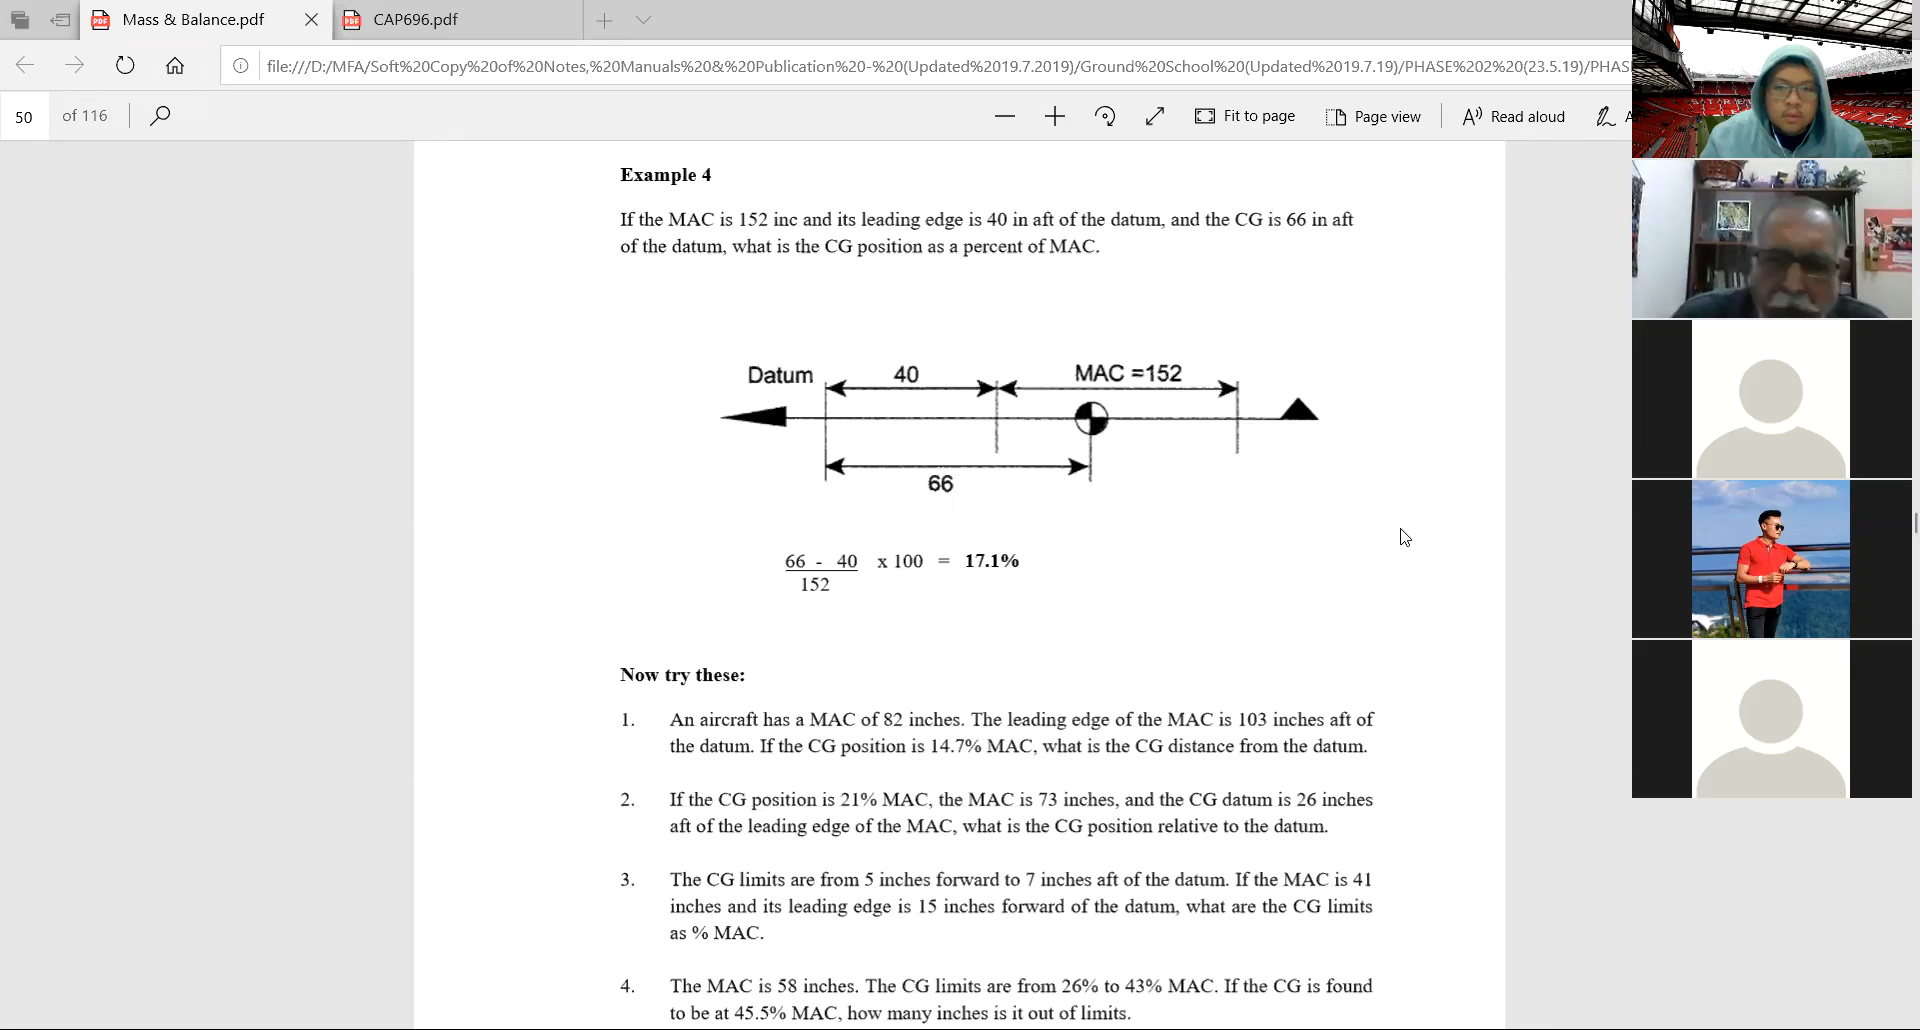 Mass & Balance.pdf
CAP696.pdf
file:///D:/MFA/Soft%20Copy%20of%20Notes,%20Manuals%20&%20Publication%20-%20(Updated%2019.7.2019)/Ground%20School%20(Updated%2019.7.19)/PHASE%202%20(23.5.19)/PHAS
50 of 116
Fit to page
Page view
Read aloud
Example 4
If the MAC is 152 inc and its leading edge is 40 in aft of the datum, and the CG is 66 in aft
of the datum, what is the CG position as a percent of MAC.
Datum
40
MAC =152
66
66 - 40 x 100 = 17.1%
152
Now try these:
1. An aircraft has a MAC of 82 inches. The leading edge of the MAC is 103 inches aft of
the datum. If the CG position is 14.7% MAC, what is the CG distance from the datum.
2. If the CG position is 21% MAC, the MAC is 73 inches, and the CG datum is 26 inches
aft of the leading edge of the MAC, what is the CG position relative to the datum.
3. The CG limits are from 5 inches forward to 7 inches aft of the datum. If the MAC is 41
inches and its leading edge is 15 inches forward of the datum, what are the CG limits
as % MAC.
4. The MAC is 58 inches. The CG limits are from 26% to 43% MAC. If the CG is found
to be at 45.5% MAC, how many inches is it out of limits.